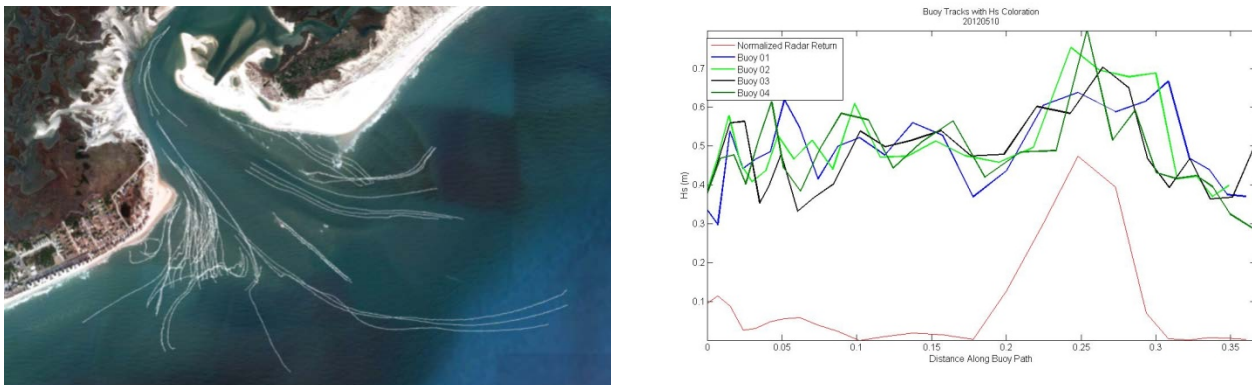 Buoy Tracks with Hs Coloration
20120510
Normalized Radar Return
Buoy 01
Buoy 02
Buoy 03
Buoy 04
0.7
0.6
0.5
0.4
0.3
0.2
0.1
Hs (m)
0
0.05
0.1
0.15
0.2
0.25
0.3
0.35
Distance Along Buoy Path